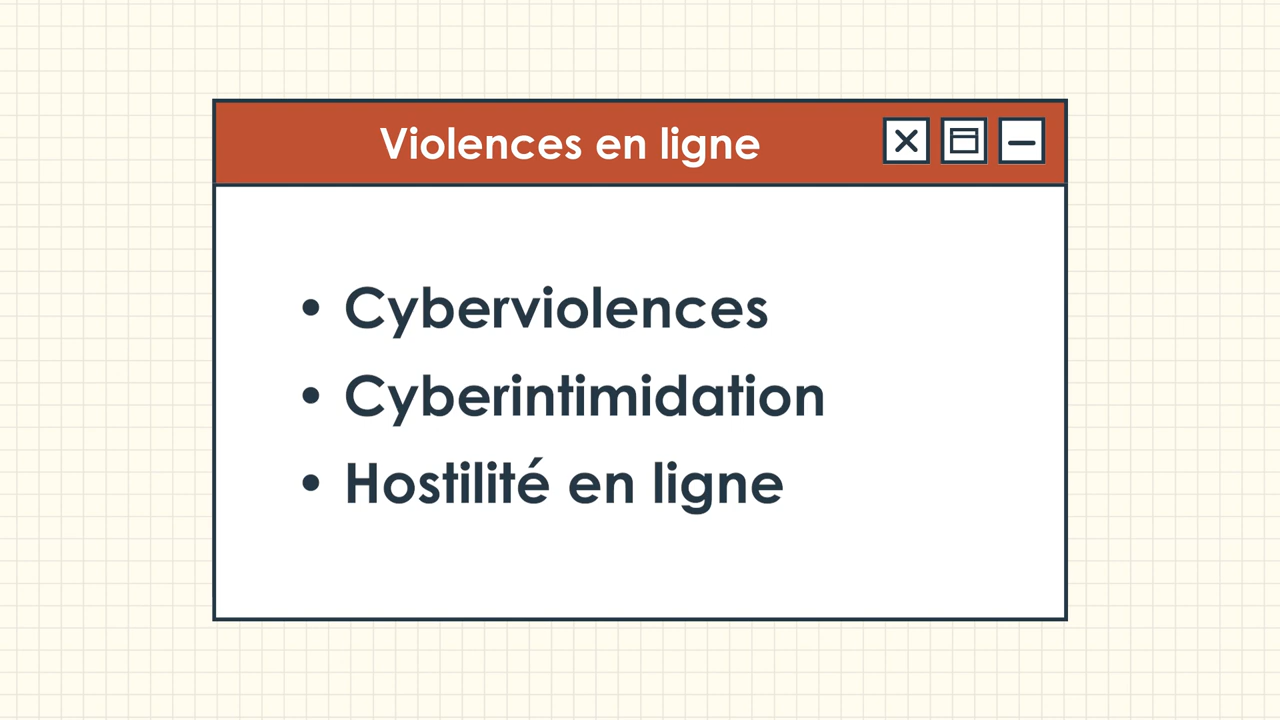 Violences en ligne
• Cyberviolences
• Cyberintimidation
• Hostilité en ligne